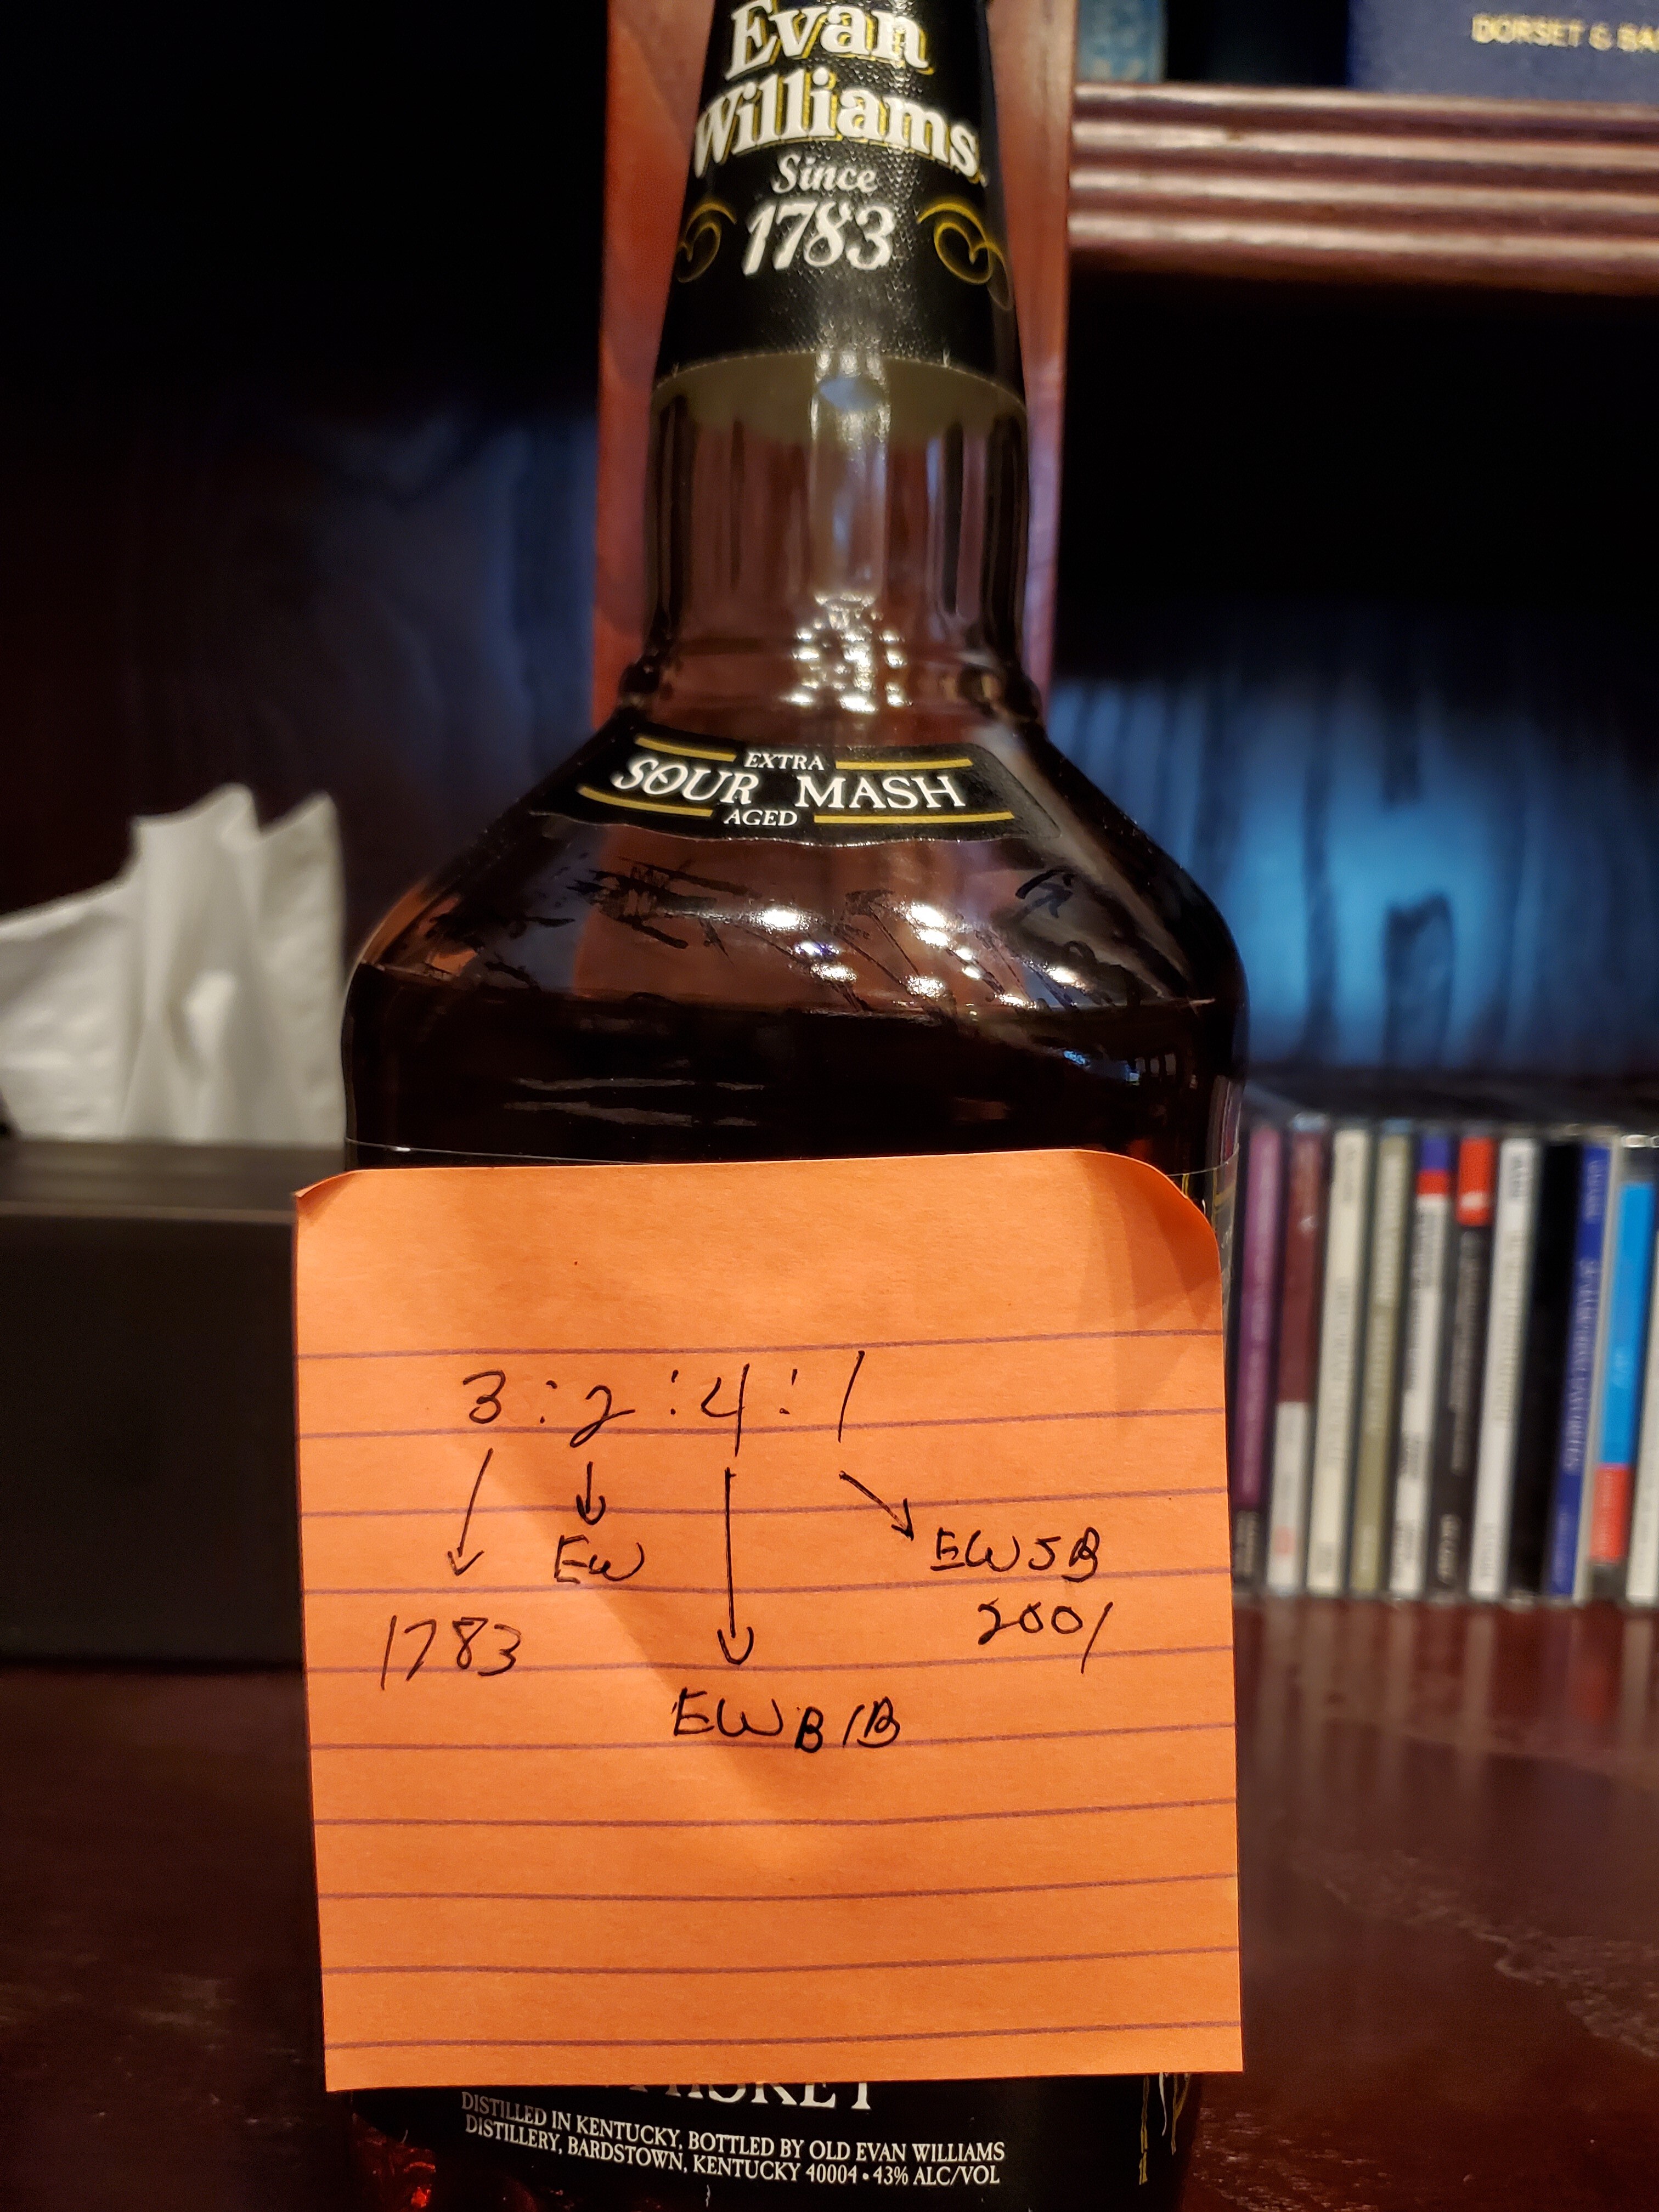 Evan
Williams
Since
1783
DORSET & BA
EXTRA
SOUR MASH
AGED
3:2:4:1
EW
EWSB
1783
2001
EWBIB
DISTILLED IN KENTUCKY, BOTTLED BY OLD EVAN WILLIAMS
DISTILLERY, BARDSTOWN, KENTUCKY 40004 • 43% ALC/VOL